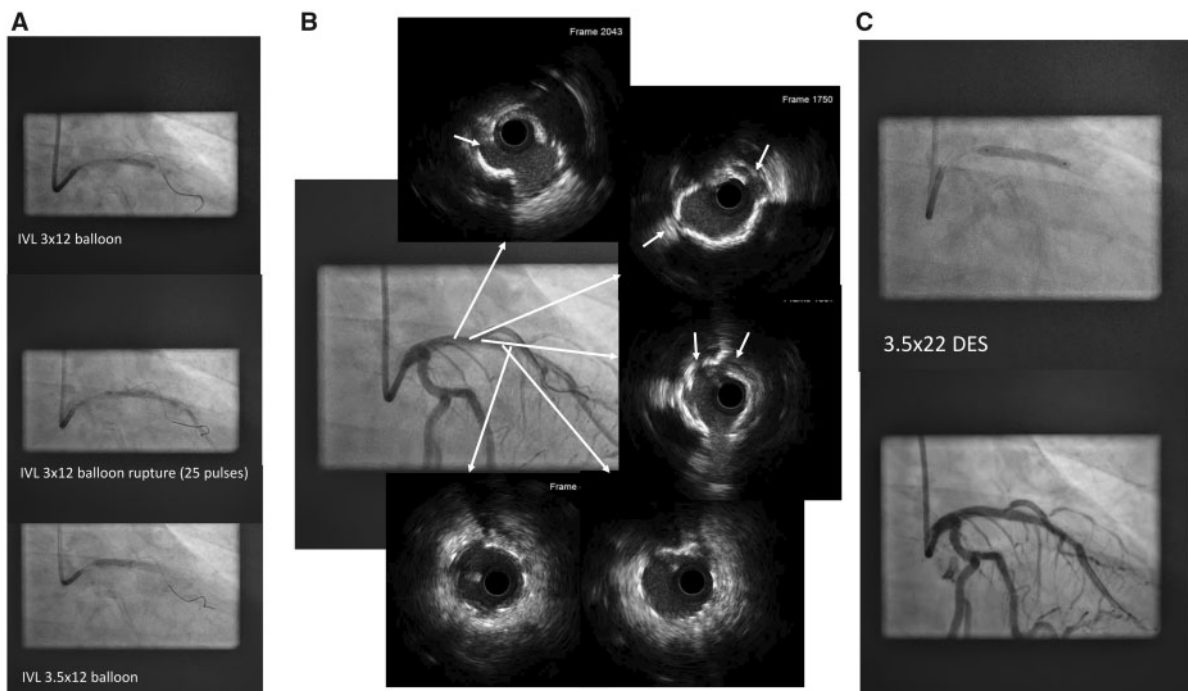 A
B
C
Frame 2043
Frame 1750
IVL 3x12 balloon
3.5x22 DES
IVL 3x12 balloon rupture (25 pulses)
Frame
IVL 3.5x12 balloon